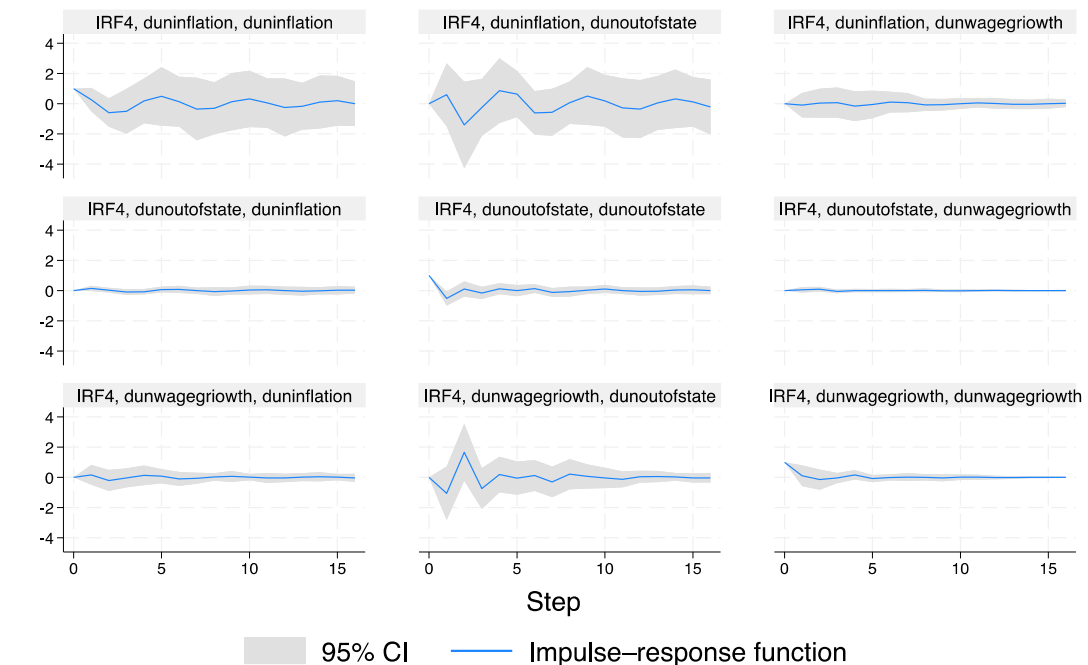 IRF4, duninflation, duninflation
IRF4, duninflation, dunoutofstate
IRF4, duninflation, dunwagegriowth
4
2
0
-2
-4
IRF4, dunoutofstate, duninflation
IRF4, dunoutofstate, dunoutofstate
IRF4, dunoutofstate, dunwagegriowth
4
2
0
-2
-4
IRF4, dunwagegriowth, duninflation
IRF4, dunwagegriowth, dunoutofstate
IRF4, dunwagegriowth, dunwagegriowth
4
2
0
-2
-4
0 5 10 15
0 5 10 15
0 5 10 15
Step
95% CI
Impulse–response function